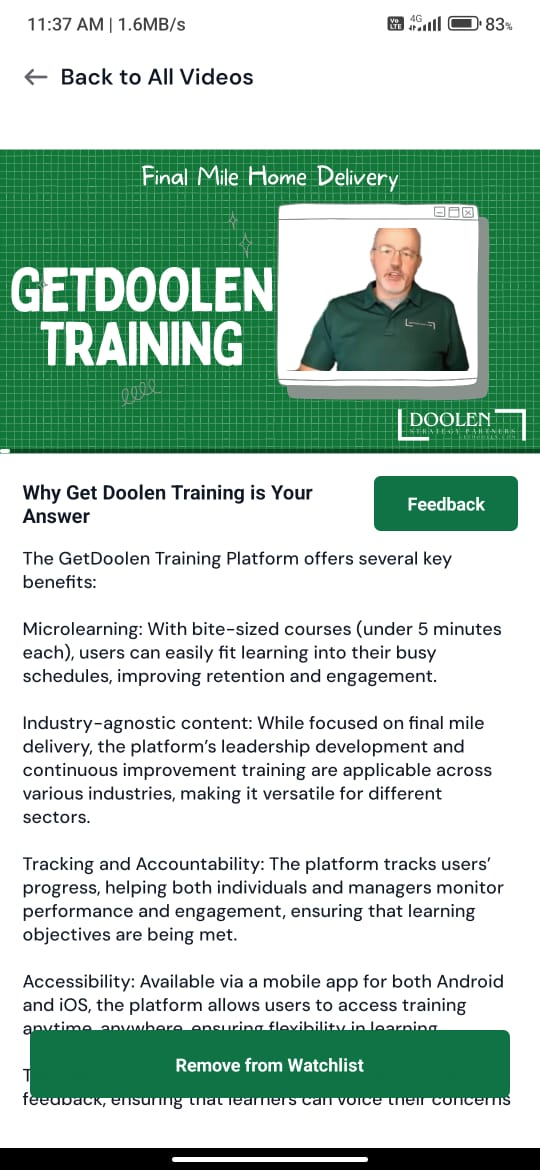 11:37 AM | 1.6MB/s
Vo LTE 4G 83%
← Back to All Videos
Final Mile Home Delivery
GETDOOLEN
TRAINING
DOOLEN
STRATEGY PARTNERS
Why Get Doolen Training is Your
Answer
Feedback
The GetDoolen Training Platform offers several key
benefits:
Microlearning: With bite-sized courses (under 5 minutes
each), users can easily fit learning into their busy
schedules, improving retention and engagement.
Industry-agnostic content: While focused on final mile
delivery, the platform's leadership development and
continuous improvement training are applicable across
various industries, making it versatile for different
sectors.
Tracking and Accountability: The platform tracks users'
progress, helping both individuals and managers monitor
performance and engagement, ensuring that learning
objectives are being met.
Accessibility: Available via a mobile app for both Android
and iOS, the platform allows users to access training
anytime, anywhere, ensuring flexibility in learning
Remove from Watchlist
feedback, ensuring that learners can voice their concerns